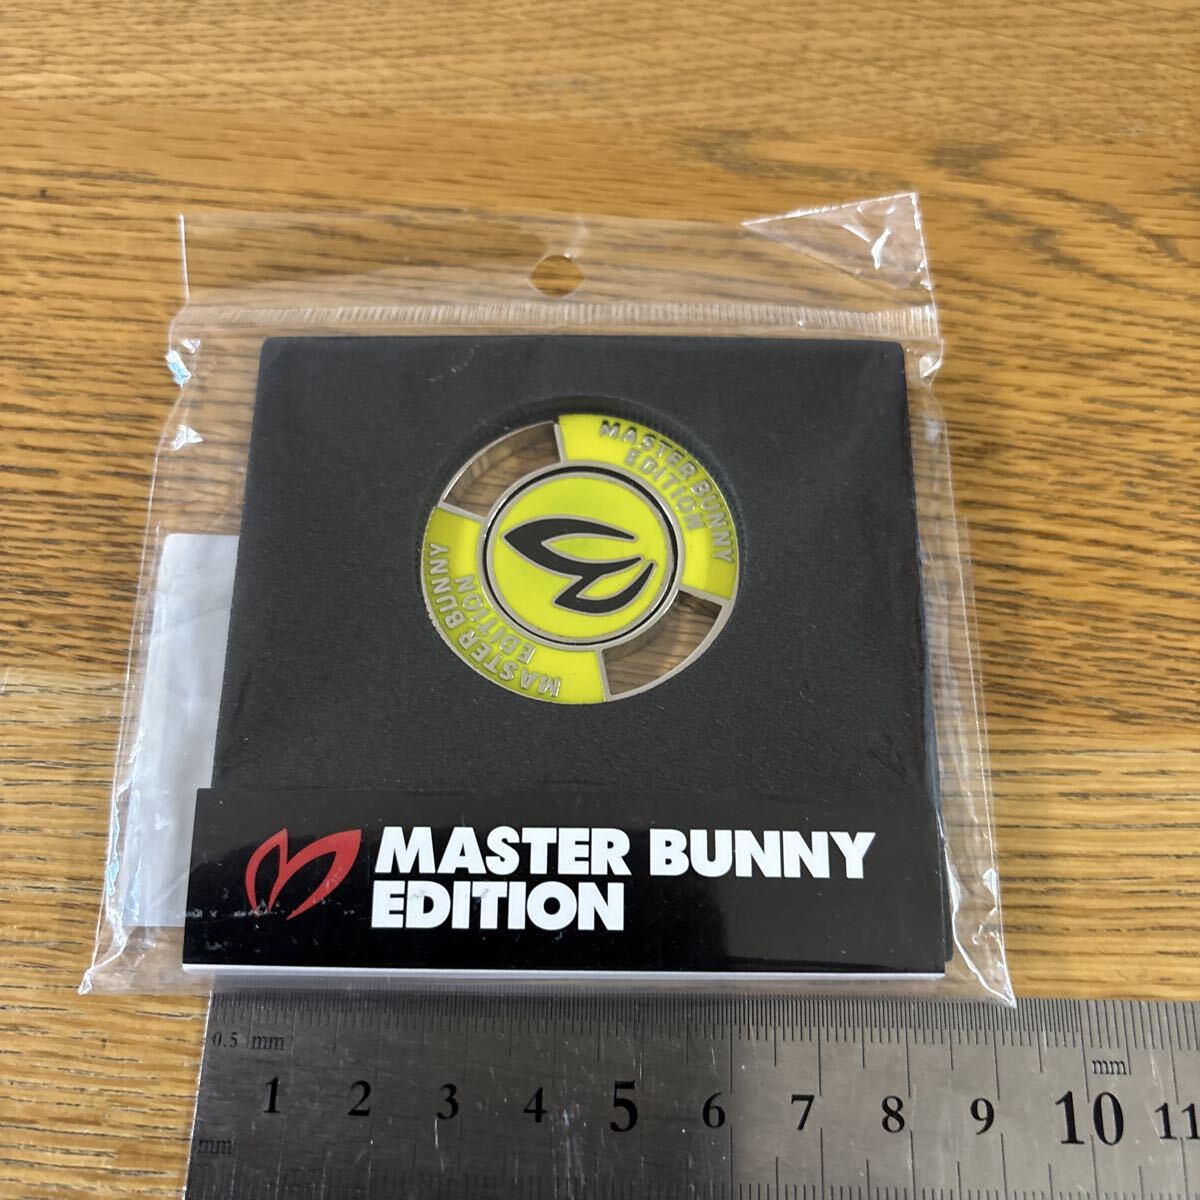 MASTER BUNNY
EDITION
MASTER BUNNY
EDITION
MASTER BUNNY
EDITION
0.5 mm
mm
1 2 3 4 5 6 7 8 9 10 11
mm